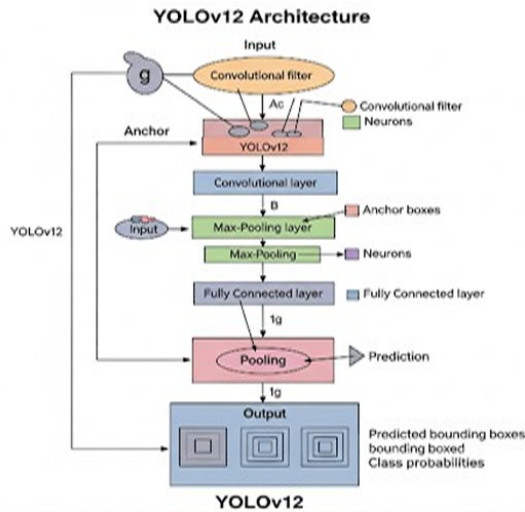 YOLOv12 Architecture
Input
g
Convolutional filter
Ac
Convolutional filter
Neurons
Anchor
YOLOv12
Convolutional layer
B
Anchor boxes
YOLOv12
Input
Max-Pooling layer
Max-Pooling
Neurons
Fully Connected layer
Fully Connected layer
1g
Pooling
Prediction
1g
Output
Predicted bounding boxes
bounding boxed
Class probabilities
YOLOv12